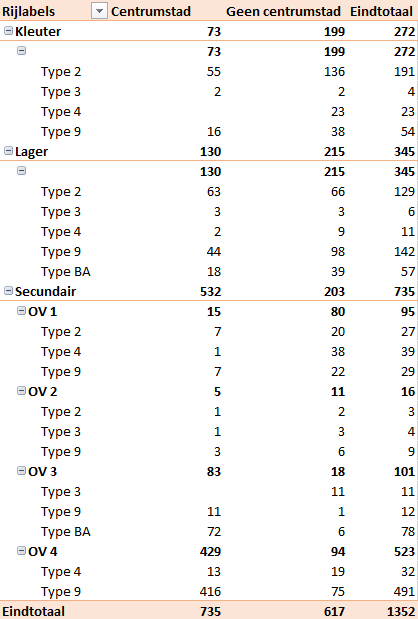 Rijlabels Centrumstad Geen centrumstad Eindtotaal
Kleuter 73 199 272
73 199 272
Type 2 55 136 191
Type 3 2 2 4
Type 4 23 23
Type 9 16 38 54
Lager 130 215 345
130 215 345
Type 2 63 66 129
Type 3 3 3 6
Type 4 2 9 11
Type 9 44 98 142
Type BA 18 39 57
Secundair 532 203 735
OV 1 15 80 95
Type 2 7 20 27
Type 4 1 38 39
Type 9 7 22 29
OV 2 5 11 16
Type 2 1 2 3
Type 3 1 3 4
Type 9 3 6 9
OV 3 83 18 101
Type 3 11 11
Type 9 11 1 12
Type BA 72 6 78
OV 4 429 94 523
Type 4 13 19 32
Type 9 416 75 491
Eindtotaal 735 617 1352